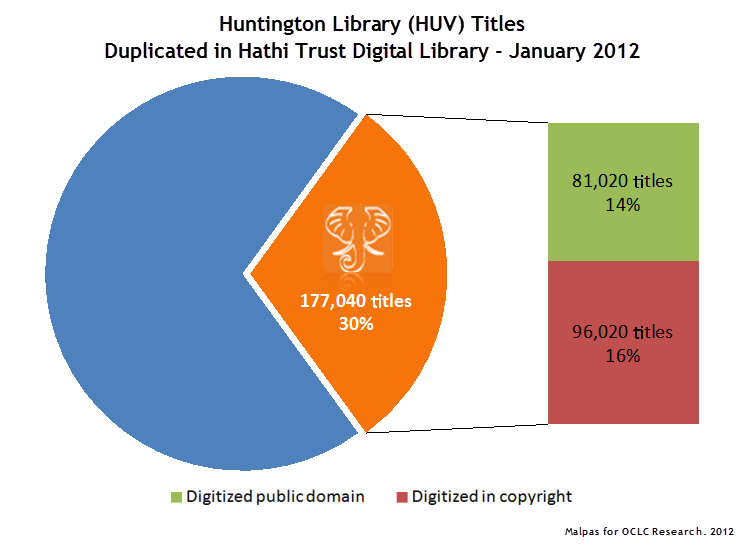 Huntington Library (HUV) Titles
Duplicated in Hathi Trust Digital Library - January 2012
81,020 titles
14%
177,040 titles
30%
96,020 titles
16%
Digitized public domain
Digitized in copyright
Malpas for OCLC Research. 2012